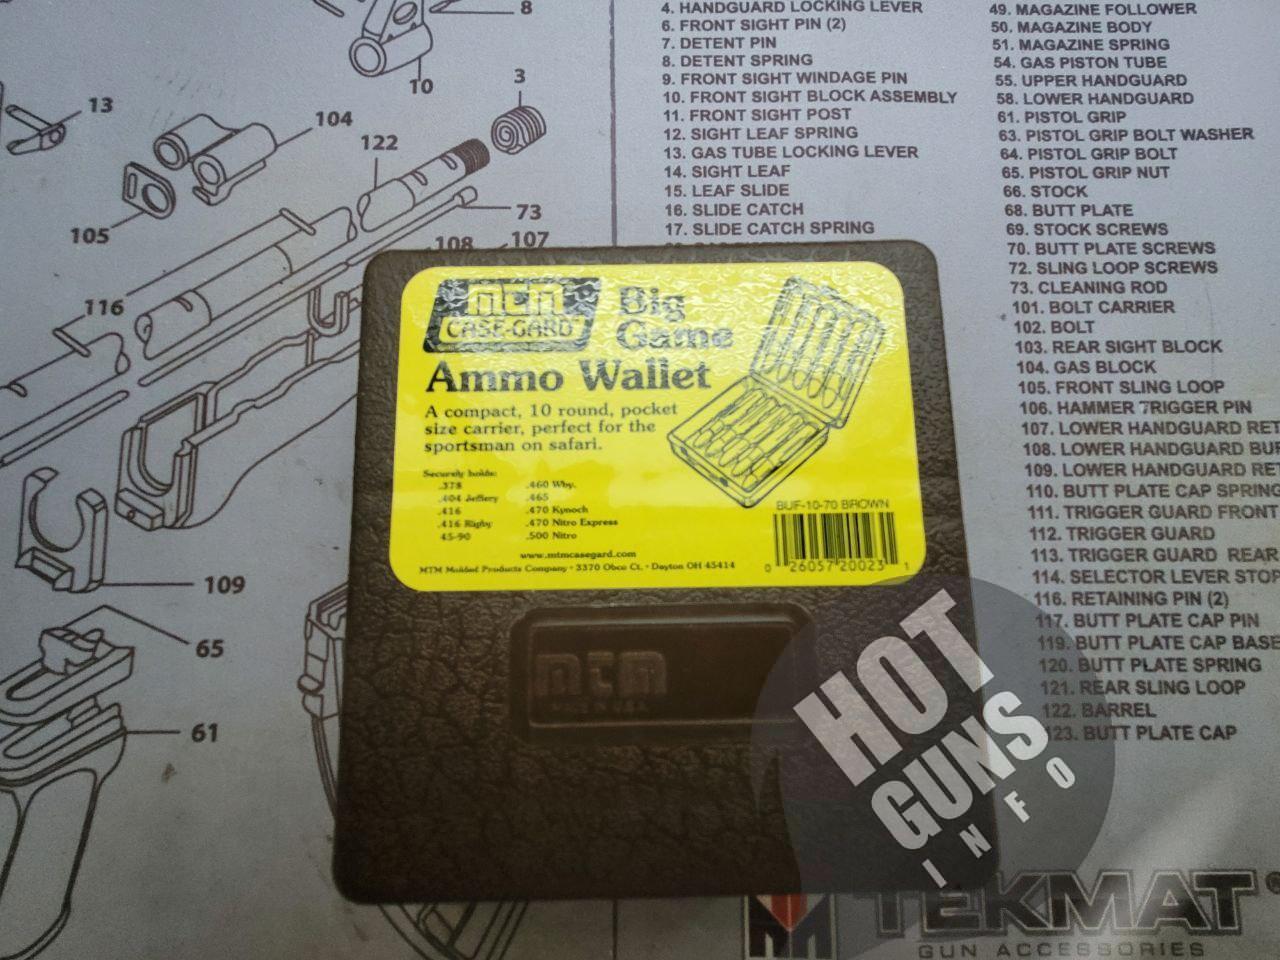 8
10
3
13
104
122
105
73
108
107
116
109
65
61
4. HANDGUARD LOCKING LEVER
6. FRONT SIGHT PIN (2)
7. DETENT PIN
8. DETENT SPRING
9. FRONT SIGHT WINDAGE PIN
10. FRONT SIGHT BLOCK ASSEMBLY
11. FRONT SIGHT POST
12. SIGHT LEAF SPRING
13. GAS TUBE LOCKING LEVER
14. SIGHT LEAF
15. LEAF SLIDE
16. SLIDE CATCH
17. SLIDE CATCH SPRING
49. MAGAZINE FOLLOWER
50. MAGAZINE BODY
51. MAGAZINE SPRING
54. GAS PISTON TUBE
55. UPPER HANDGUARD
58. LOWER HANDGUARD
61. PISTOL GRIP
63. PISTOL GRIP BOLT WASHER
64. PISTOL GRIP BOLT
65. PISTOL GRIP NUT
66. STOCK
68. BUTT PLATE
69. STOCK SCREWS
70. BUTT PLATE SCREWS
72. SLING LOOP SCREWS
73. CLEANING ROD
101. BOLT CARRIER
102. BOLT
103. REAR SIGHT BLOCK
104. GAS BLOCK
105. FRONT SLING LOOP
106. HAMMER TRIGGER PIN
107. LOWER HANDGUARD RET
108. LOWER HANDGUARD BU
109. LOWER HANDGUARD RET
110. BUTT PLATE CAP SPRING
111. TRIGGER GUARD FRONT
112. TRIGGER GUARD
113. TRIGGER GUARD REAR
114. SELECTOR LEVER STOP
116. RETAINING PIN (2)
117. BUTT PLATE CAP PIN
119. BUTT PLATE CAP BASE
120. BUTT PLATE SPRING
121. REAR SLING LOOP
122. BARREL
123. BUTT PLATE CAP
MTM
CASE-GARD
Big
Game
Ammo Wallet
A compact, 10 round, pocket
size carrier, perfect for the
sportsman on safari.
Securely holds:
.378 .460 Wby.
.404 Jeffery .465
.416 .470 Kynoch
.416 Rigby .470 Nitro Express
45-90 .500 Nitro
www.mtmcasegard.com
MTM Molded Products Company • 3370 Obco Ct. • Dayton OH 45414
BUF-10-70 BROWN
0 26057 20023 1
MTM
MADE IN U.S.A.
HOT
GUNS
INFO
TEKMAT®
GUN ACCESSORIES